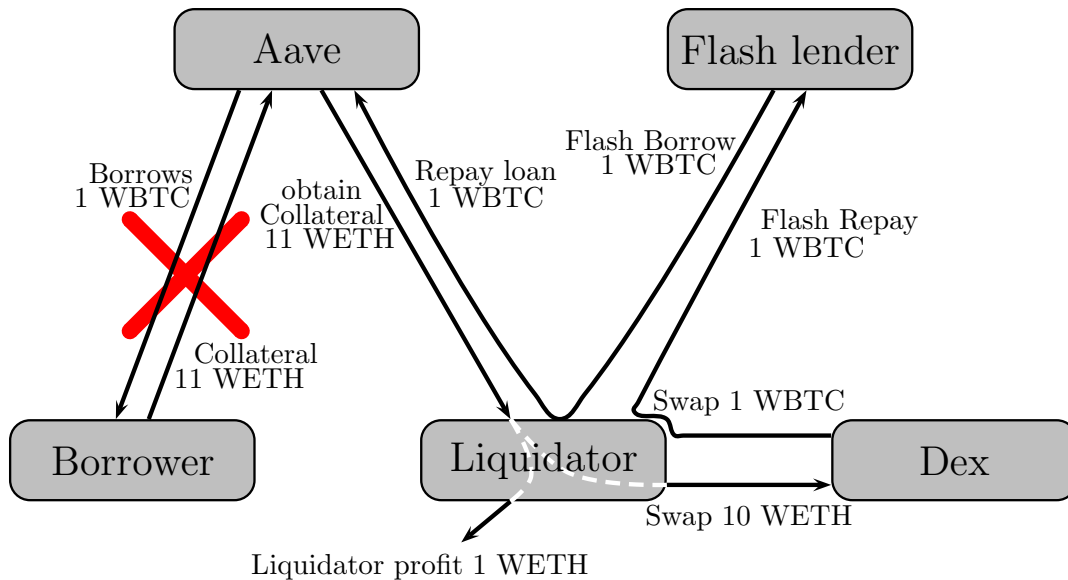 Aave
Flash lender
Borrows
1 WBTC
obtain
Collateral
11 WETH
Repay loan
1 WBTC
Flash Borrow
1 WBTC
Flash Repay
1 WBTC
Collateral
11 WETH
Swap 1 WBTC
Borrower
Liquidator
Dex
Swap 10 WETH
Liquidator profit 1 WETH